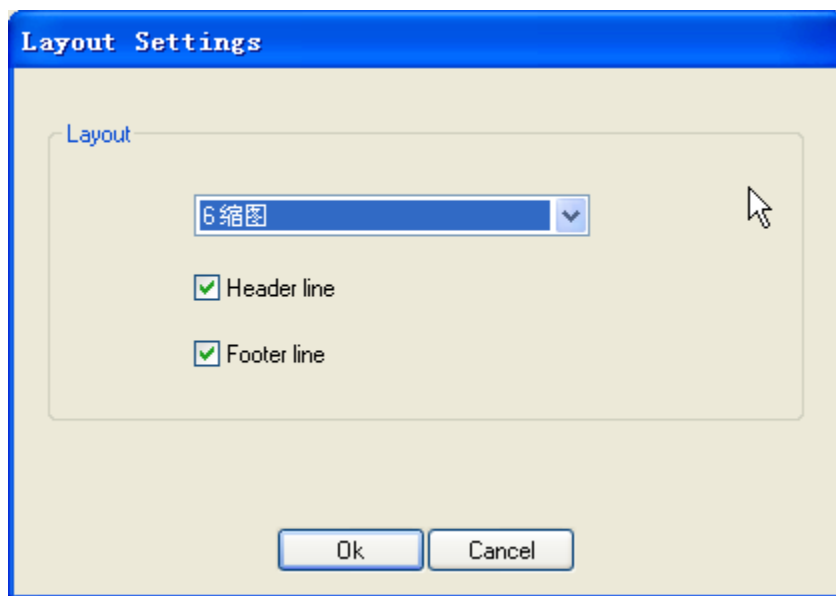 Layout Settings
Layout
6缩图
Header line
Footer line
Ok
Cancel